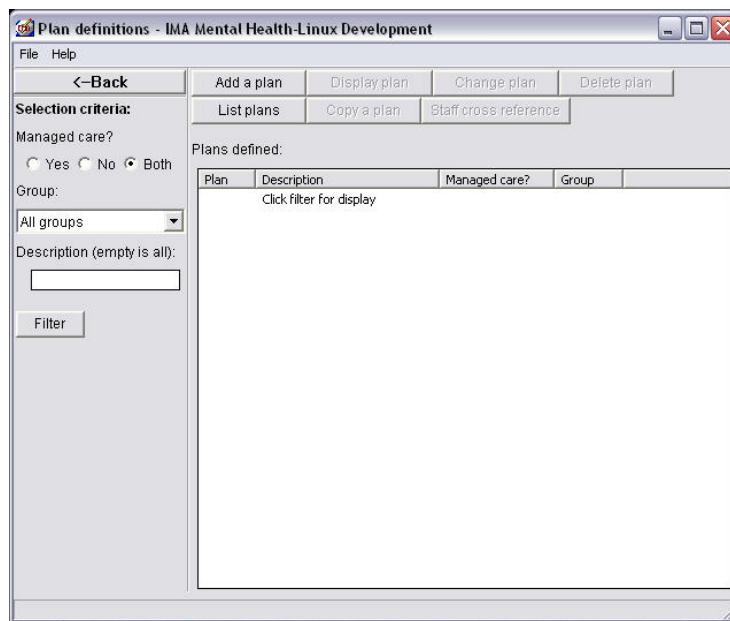 Plan definitions - IMA Mental Health-Linux Development
File Help
<-Back
Add a plan Display plan Change plan Delete plan
List plans Copy a plan Staff cross reference
Selection criteria:
Managed care?
Yes No Both
Group:
All groups
Description (empty is all):
Filter
Plans defined:
Plan Description Managed care? Group
Click filter for display